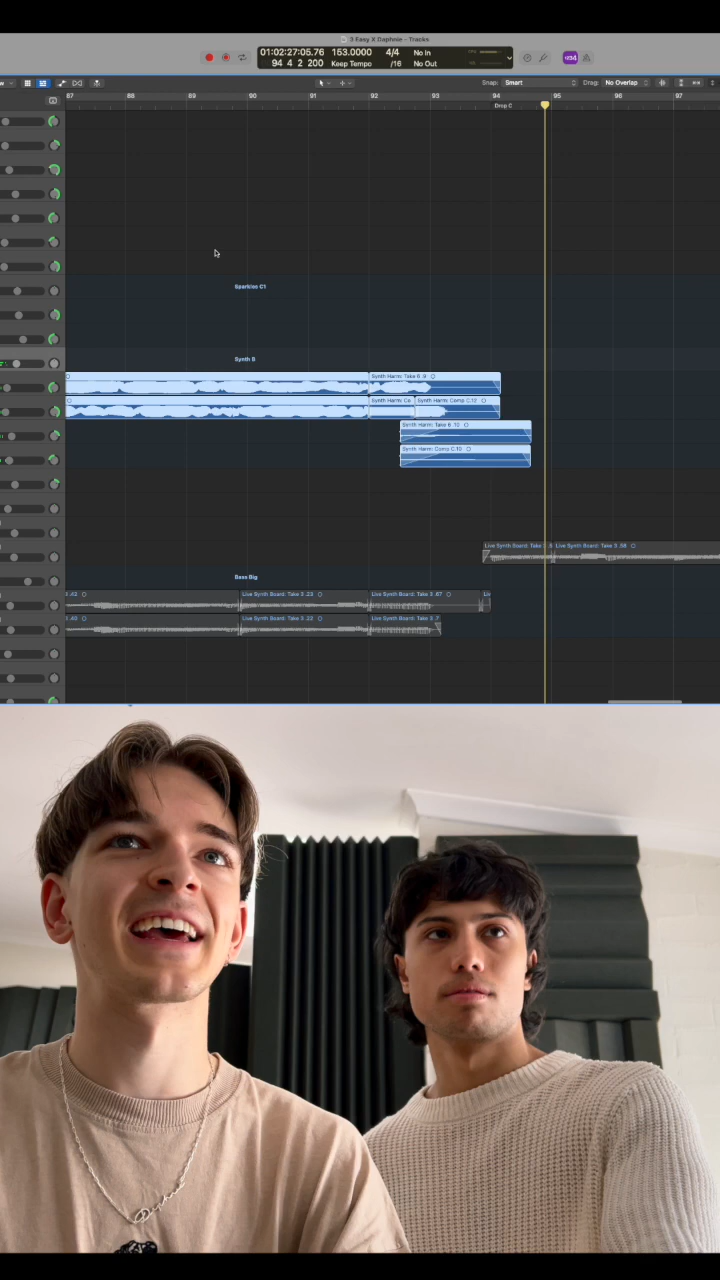 3 Easy X Daphnie - Tracks
01:02:27:05.76 153.0000 4/4 No In
94 4 2 200 Keep Tempo /16 No Out
Snap: Smart Drag: No Overlap
87 88 89 90 91 92 93 94 95 96 97
Drop C
Sparkles C1
Synth B
Synth Harm: Take 6 .9
Synth Harm: Co Synth Harm: Comp C.12
Synth Harm: Take 6 .10
Synth Harm: Comp C.13
Live Synth Board: Take 3 Live Synth Board: Take 3 .68
Bass Big
Live Synth Board: Take 3 .23 Live Synth Board: Take 3 .67 Liv
Live Synth Board: Take 3 .22 Live Synth Board: Take 3 .7